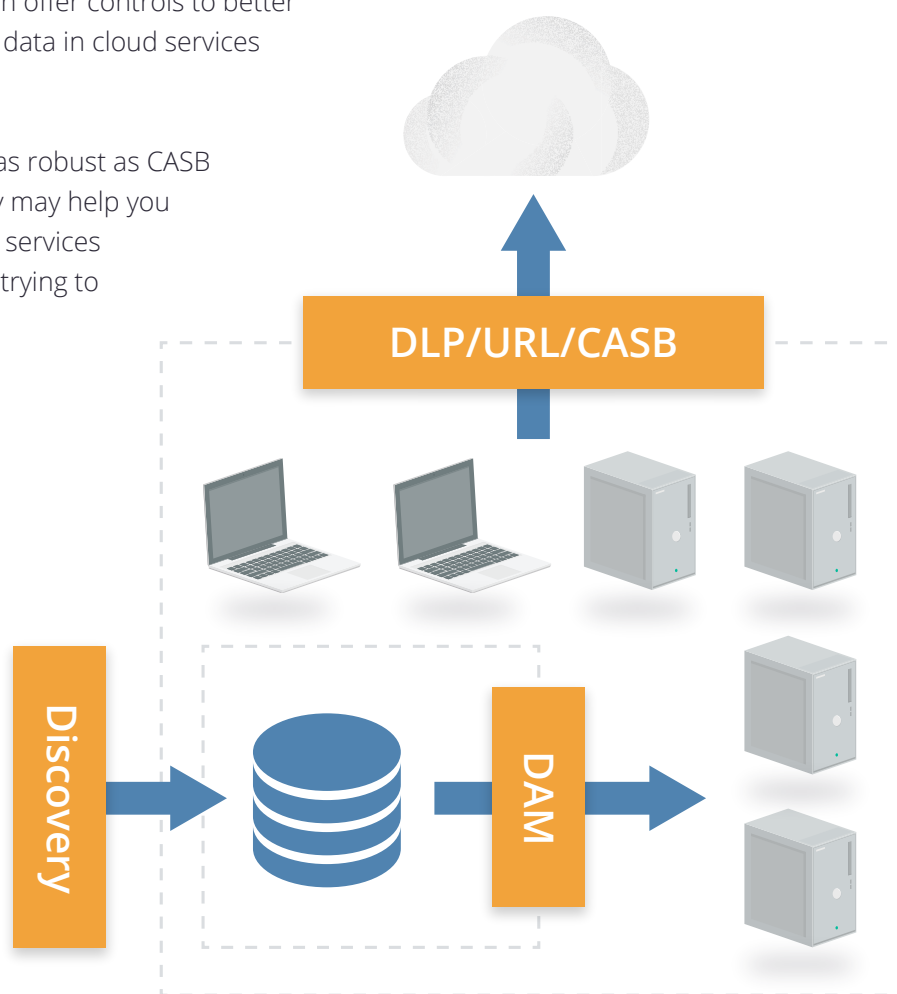 offer controls to better
data in cloud services
as robust as CASB
may help you
services
trying to
DLP/URL/CASB
Discovery
DAM